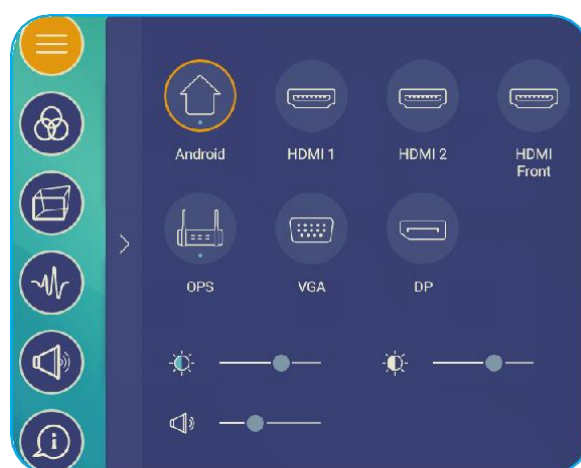 Android
HDMI 1
HDMI 2
HDMI
Front
OPS
VGA
DP